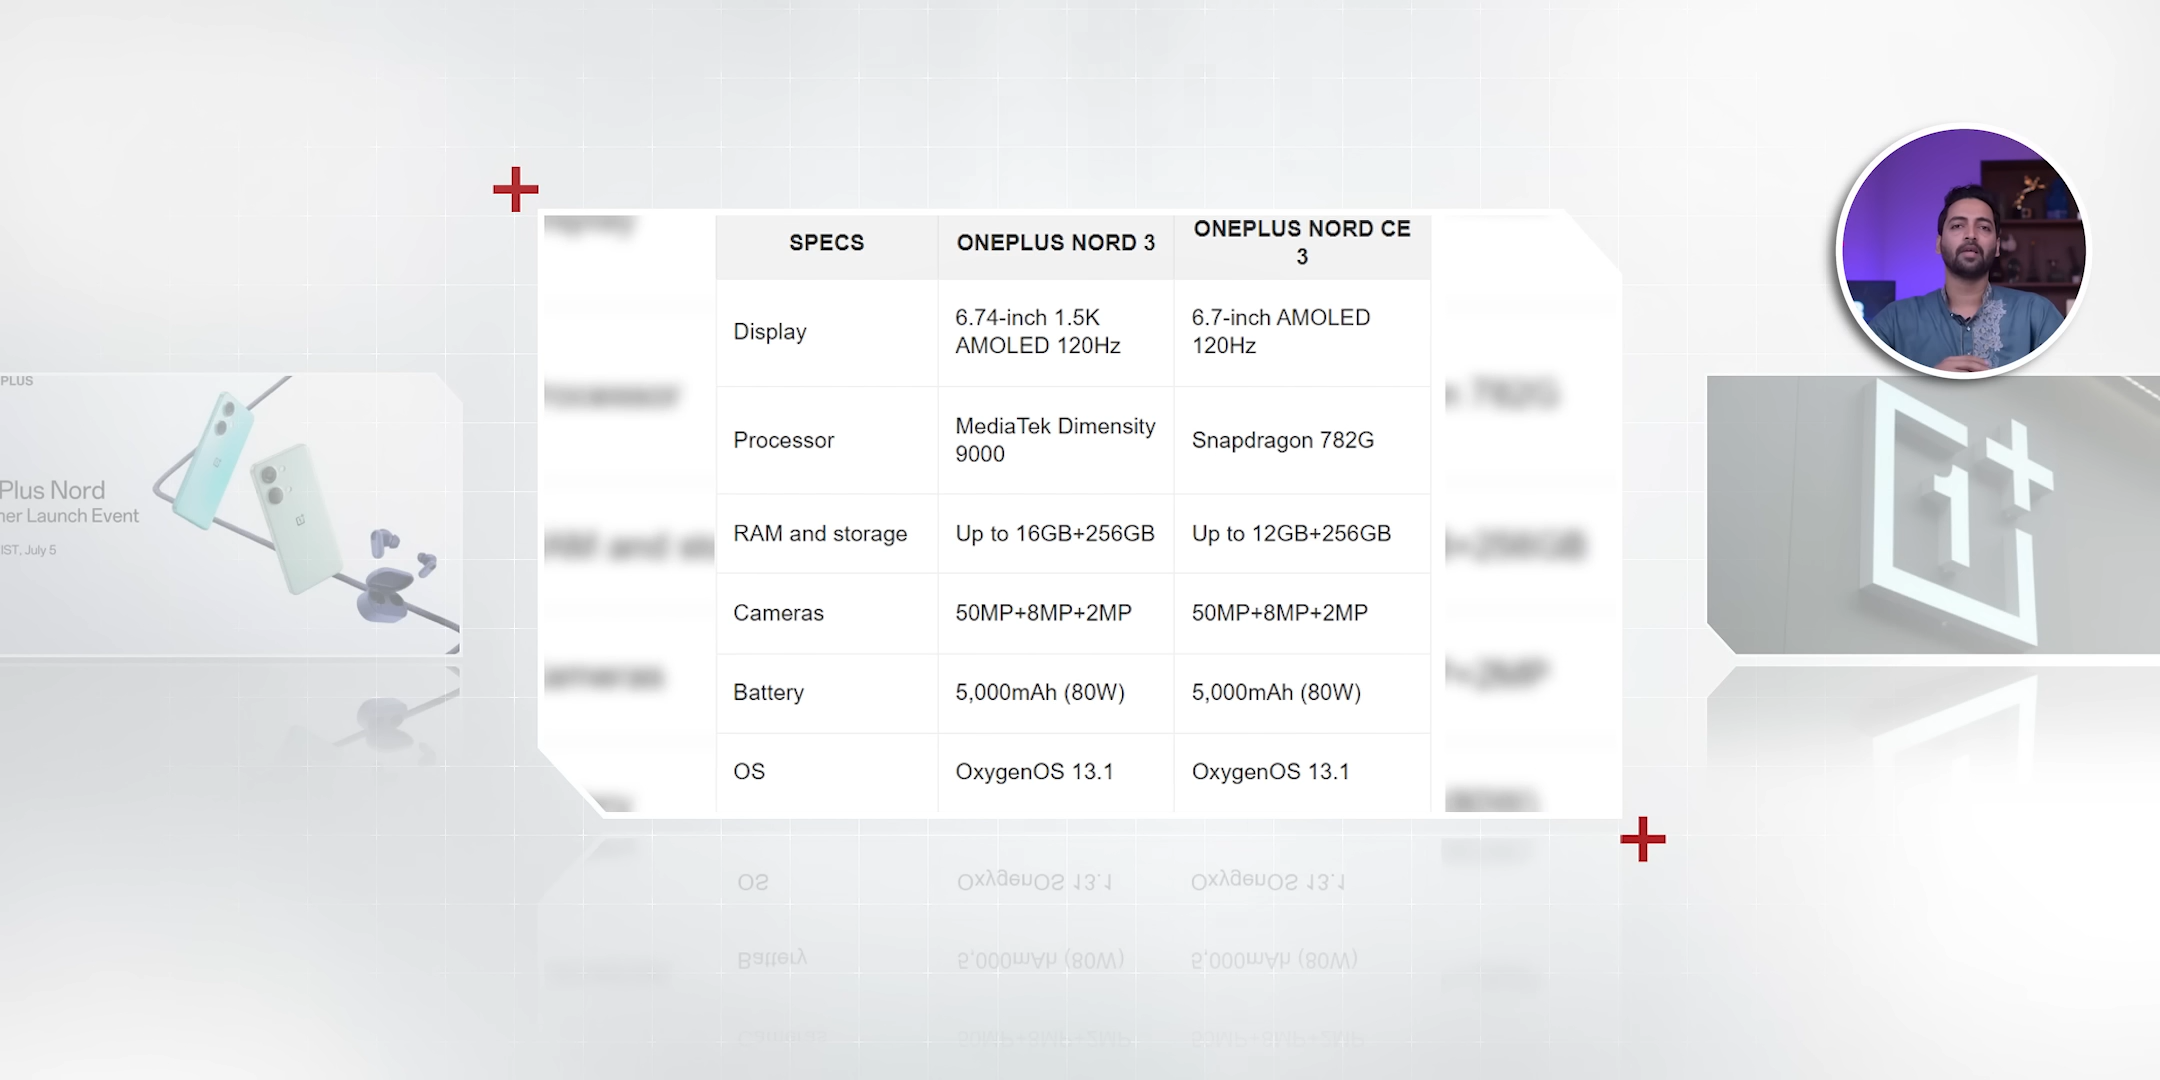 SPECS
ONEPLUS NORD 3
ONEPLUS NORD CE
3
Display
6.74-inch 1.5K
AMOLED 120Hz
6.7-inch AMOLED
120Hz
Processor
MediaTek Dimensity
9000
Snapdragon 782G
RAM and storage
Up to 16GB+256GB
Up to 12GB+256GB
Cameras
50MP+8MP+2MP
50MP+8MP+2MP
Battery
5,000mAh (80W)
5,000mAh (80W)
OS
OxygenOS 13.1
OxygenOS 13.1
PLUS
Plus Nord
ner Launch Event
IST, July 5
1+